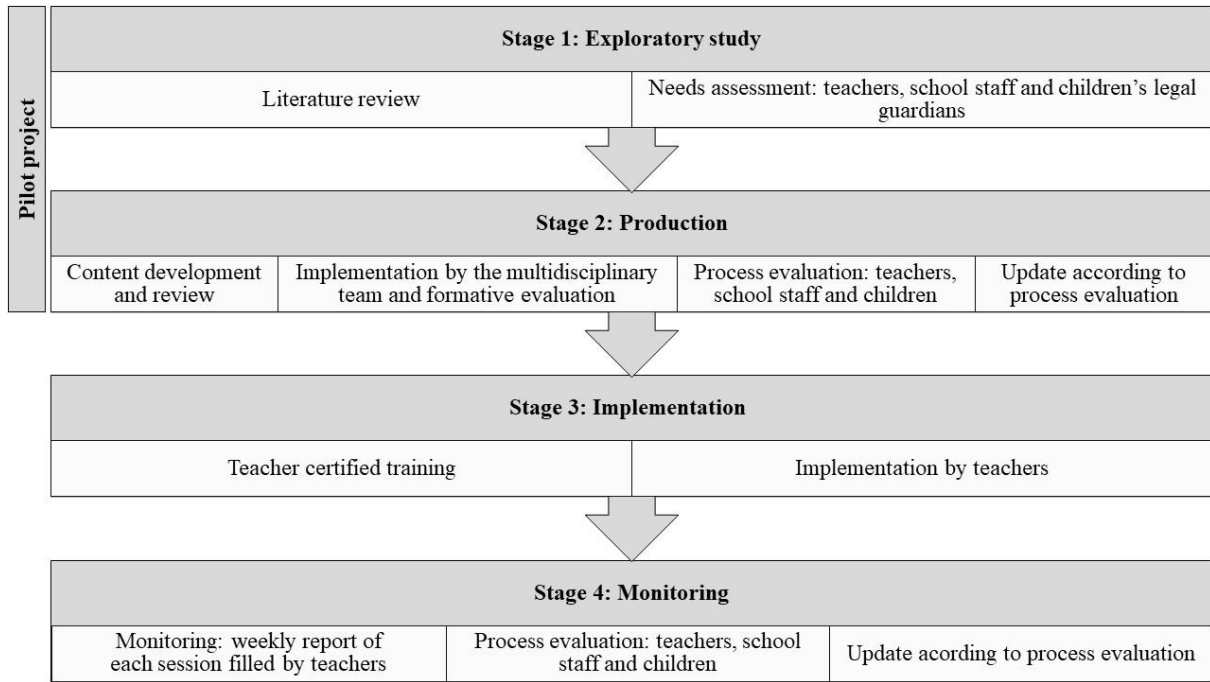 Pilot project
Stage 1: Exploratory study
Literature review
Needs assessment: teachers, school staff and children's legal
guardians
Stage 2: Production
Content development
and review
Implementation by the multidisciplinary
team and formative evaluation
Process evaluation: teachers,
school staff and children
Update according to
process evaluation
Stage 3: Implementation
Teacher certified training
Implementation by teachers
Stage 4: Monitoring
Monitoring: weekly report of
each session filled by teachers
Process evaluation: teachers, school
staff and children
Update acording to process evaluation